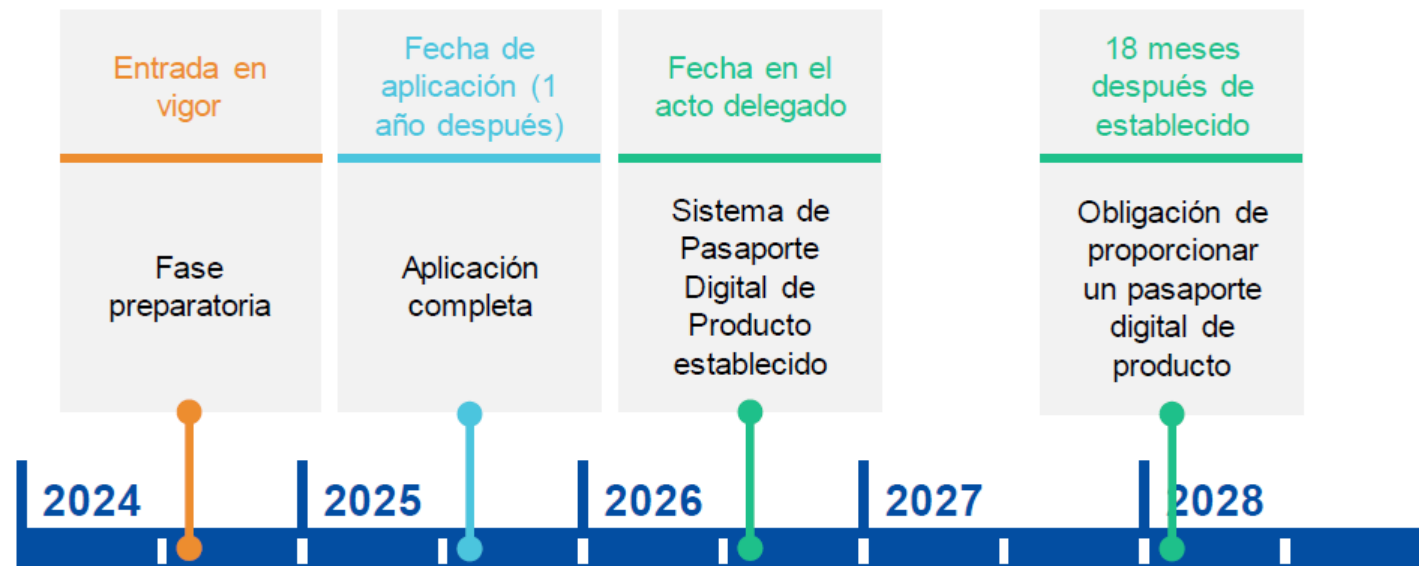 Entrada en
vigor
Fase
preparatoria
Fecha de
aplicación (1
año después)
Aplicación
completa
Fecha en el
acto delegado
Sistema de
Pasaporte
Digital de
Producto
establecido
18 meses
después de
establecido
Obligación de
proporcionar
un pasaporte
digital de
producto
2024
2025
2026
2027
2028